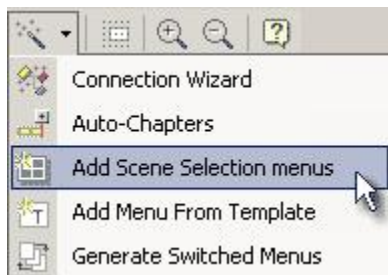 Connection Wizard
Auto-Chapters
Add Scene Selection menus
Add Menu From Template
Generate Switched Menus